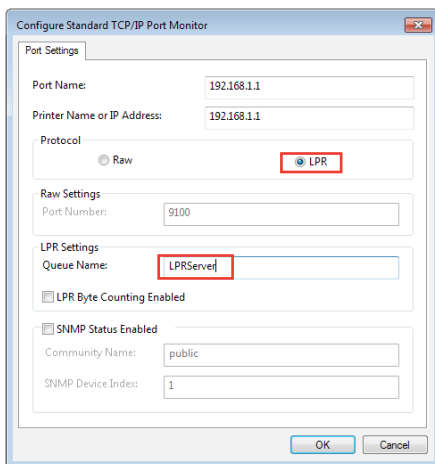 Configure Standard TCP/IP Port Monitor
Port Settings
Port Name: 192.168.1.1
Printer Name or IP Address: 192.168.1.1
Protocol
Raw LPR
Raw Settings
Port Number: 9100
LPR Settings
Queue Name: LPRServer
LPR Byte Counting Enabled
SNMP Status Enabled
Community Name: public
SNMP Device Index: 1
OK Cancel